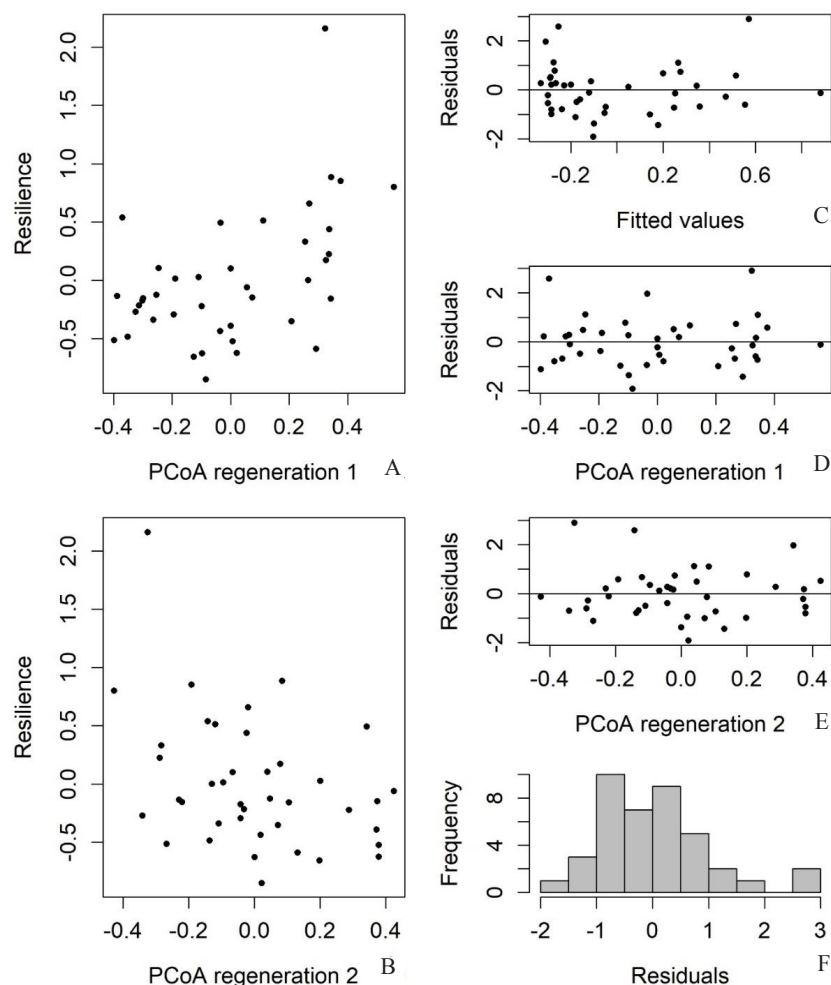 Resilience
2.0
1.5
1.0
0.5
0.0
-0.5
-0.4 -0.2 0.0 0.2 0.4
PCoA regeneration 1
A
Residuals
2
0
-2
-0.2 0.2 0.6
Fitted values
C
Residuals
2
0
-2
-0.4 -0.2 0.0 0.2 0.4
PCoA regeneration 1
D
Resilience
2.0
1.5
1.0
0.5
0.0
-0.5
-0.4 -0.2 0.0 0.2 0.4
PCoA regeneration 2
B
Residuals
2
0
-2
-0.4 -0.2 0.0 0.2 0.4
PCoA regeneration 2
E
Frequency
8
4
0
-2 -1 0 1 2 3
Residuals
F